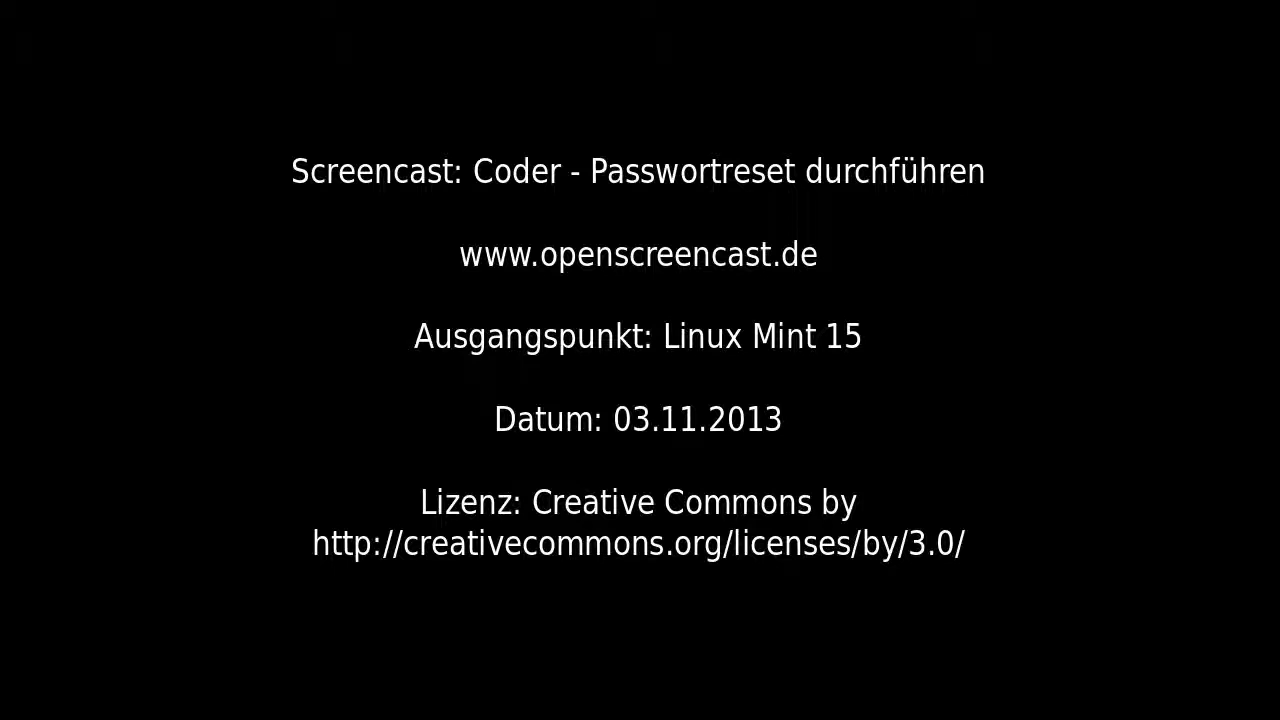 Screencast: Coder - Passwortreset durchführen
www.openscreencast.de
Ausgangspunkt: Linux Mint 15
Datum: 03.11.2013
Lizenz: Creative Commons by
http://creativecommons.org/licenses/by/3.0/